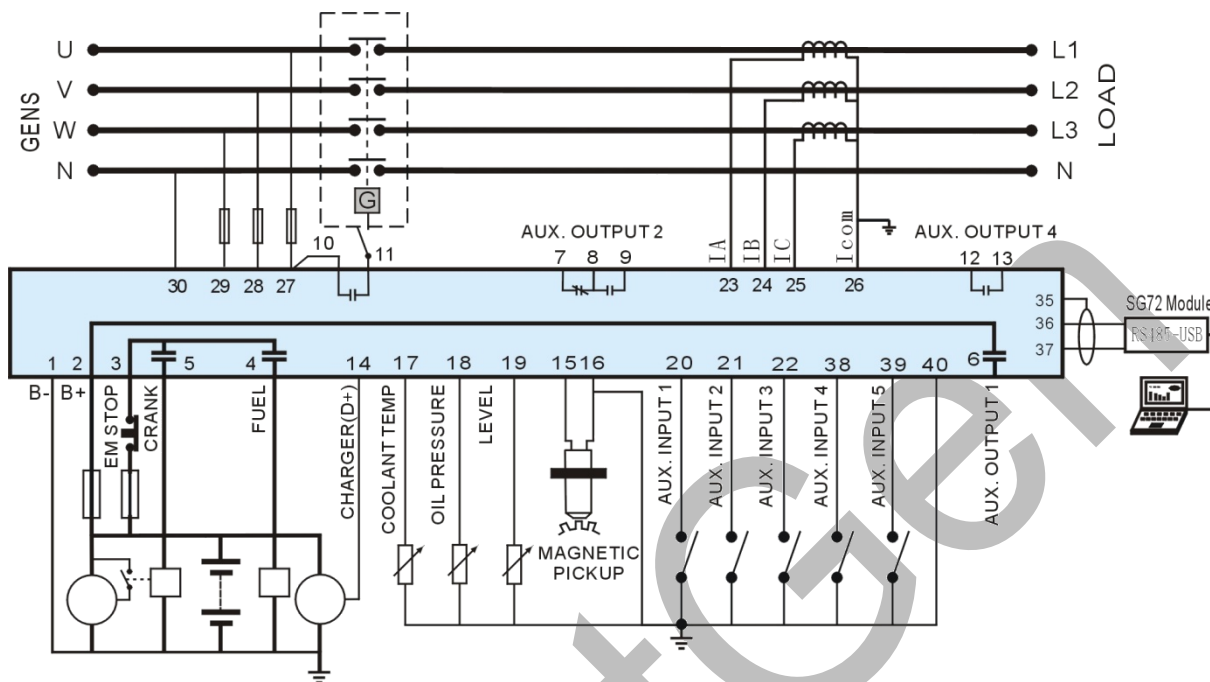 GENS
U
V
W
N
L1
L2
L3
N
LOAD
G
10
11
AUX. OUTPUT 2
7 8 9
IA
IB
IC
Icom
AUX. OUTPUT 4
12 13
30 29 28 27
23 24 25 26
35
36
37
SG72 Module
RS485-USB
1 2 3 5 4 14 17 18 19 15 16 20 21 22 38 39 40 6
B- B+
EM STOP
CRANK
FUEL
CHARGER(D+)
COOLANT TEMP
OIL PRESSURE
LEVEL
MAGNETIC
PICKUP
AUX. INPUT 1
AUX. INPUT 2
AUX. INPUT 3
AUX. INPUT 4
AUX. INPUT 5
AUX. OUTPUT 1
tGen